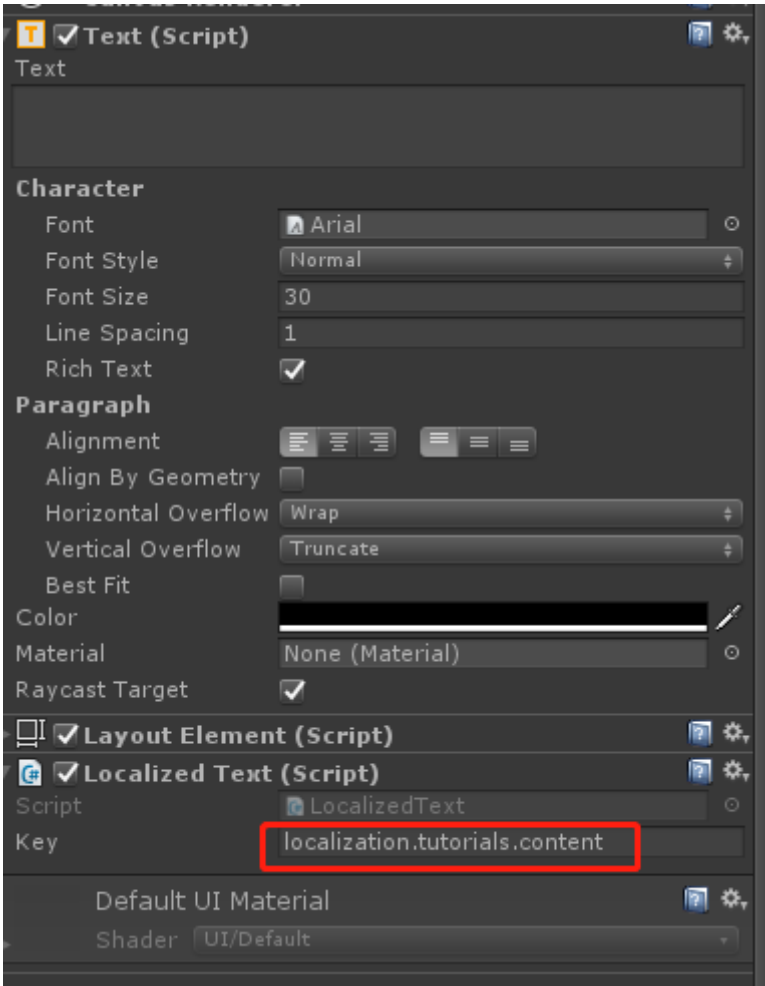 Text (Script)
Text
Character
Font Arial
Font Style Normal
Font Size 30
Line Spacing 1
Rich Text
Paragraph
Alignment
Align By Geometry
Horizontal Overflow Wrap
Vertical Overflow Truncate
Best Fit
Color
Material None (Material)
Raycast Target
Layout Element (Script)
Localized Text (Script)
Script LocalizedText
Key localization.tutorials.content
Default UI Material
Shader UI/Default